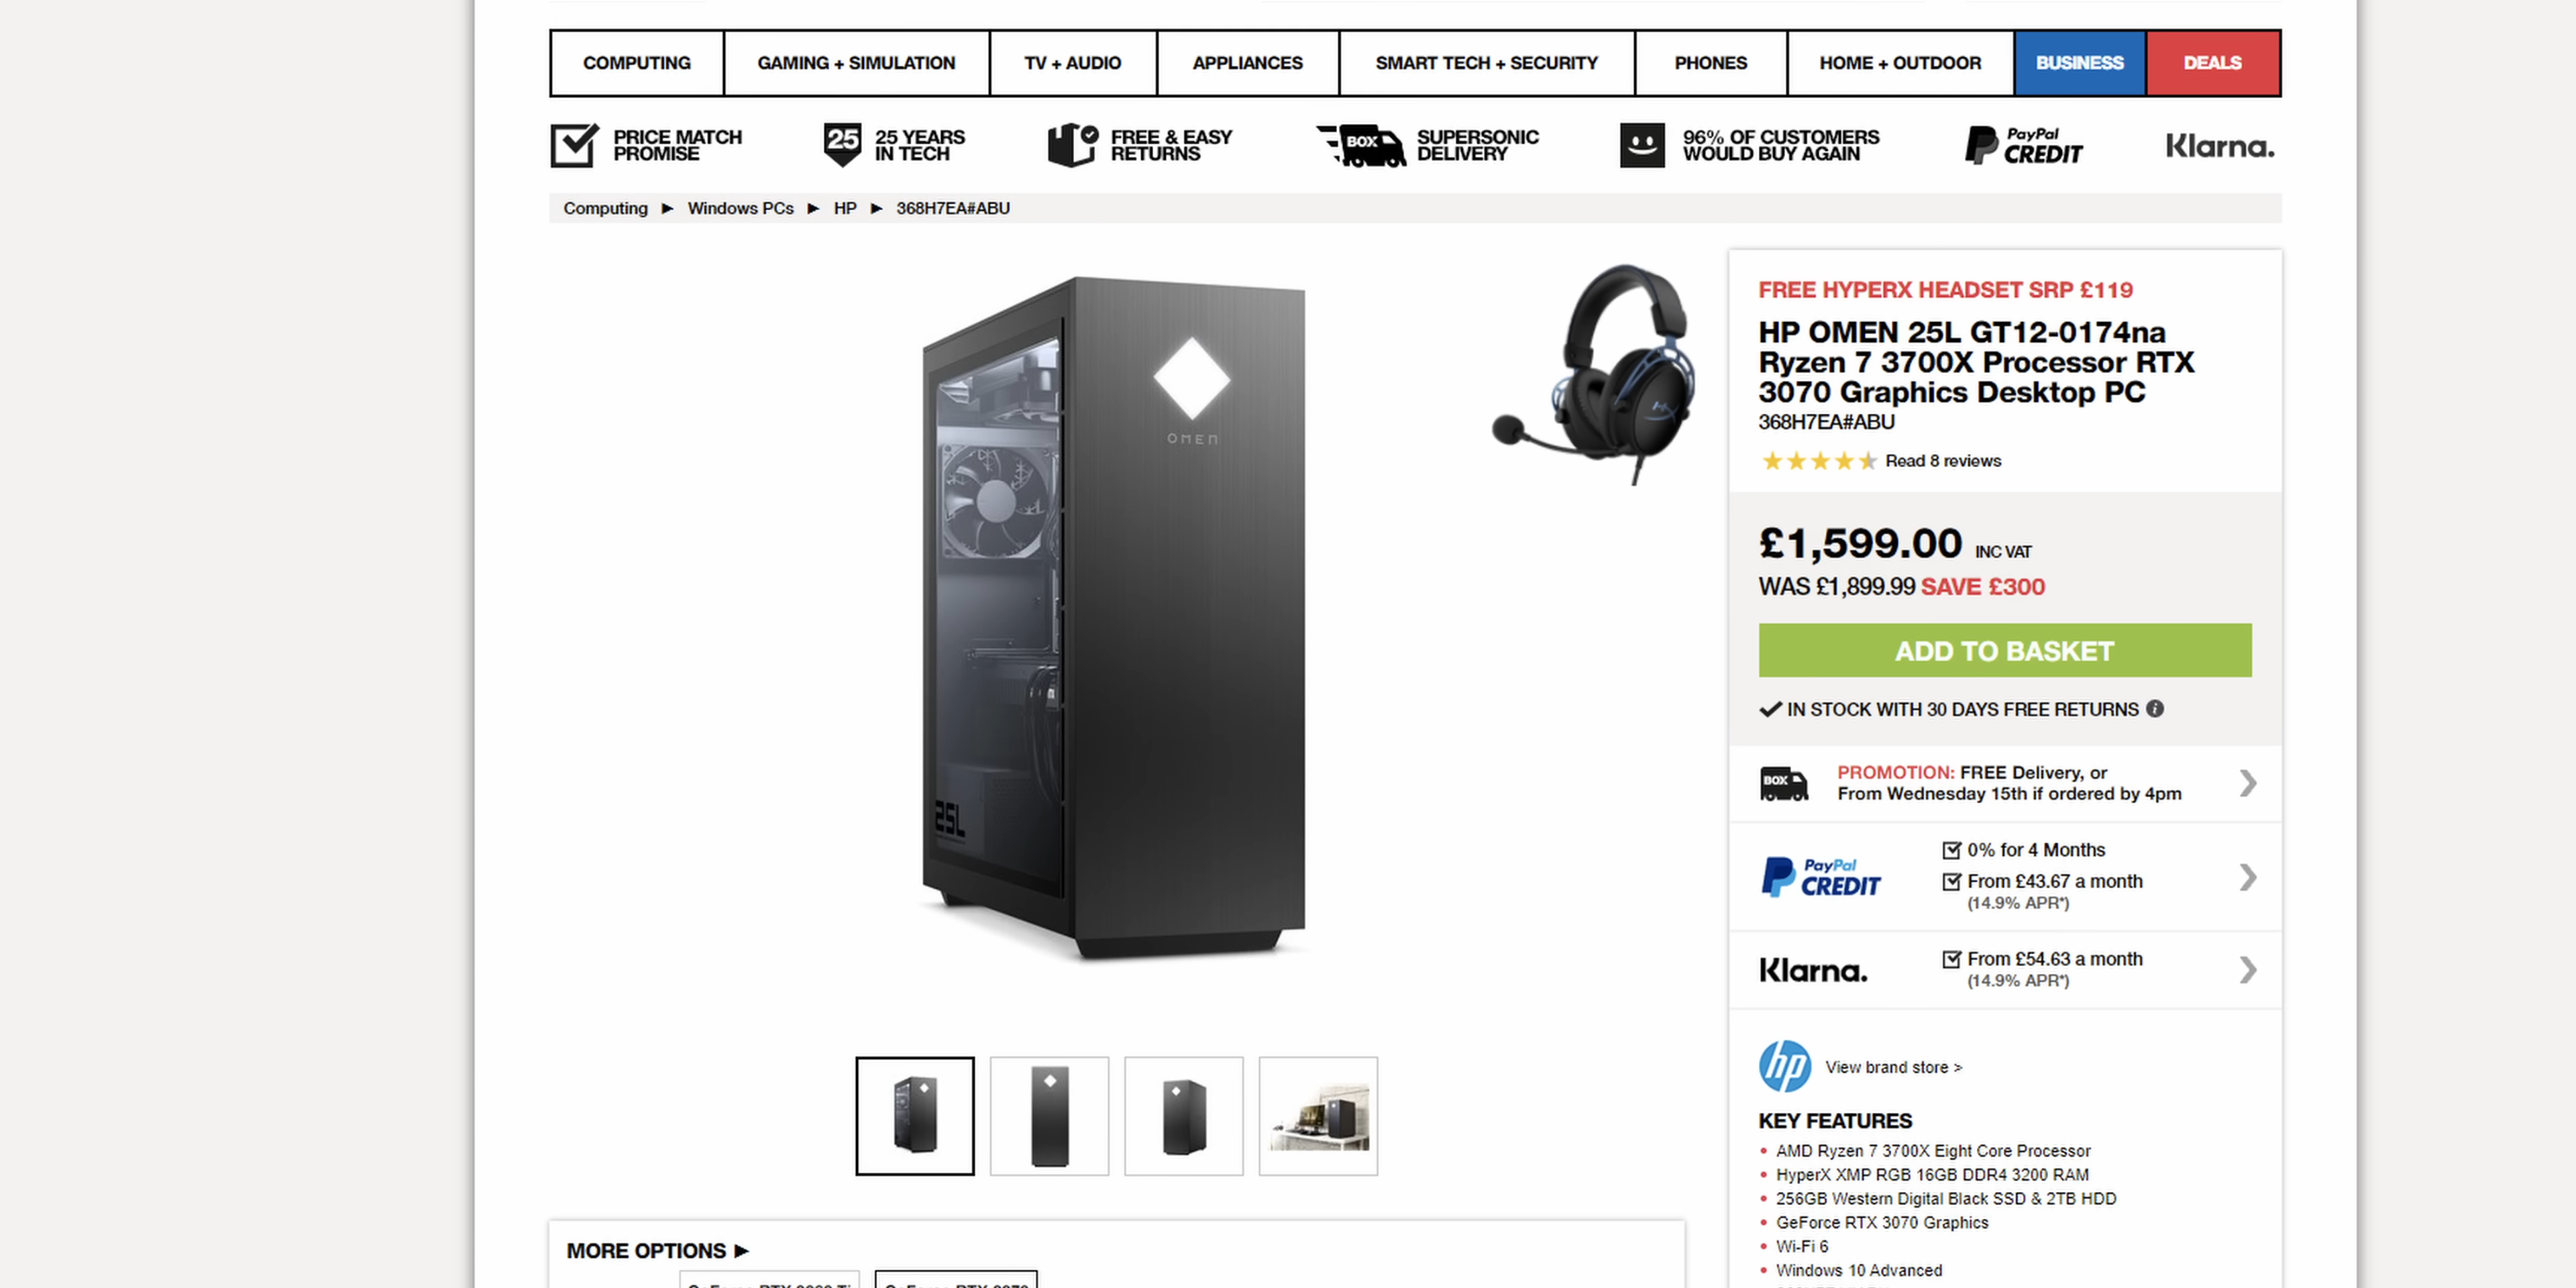 COMPUTING
GAMING + SIMULATION
TV + AUDIO
APPLIANCES
SMART TECH + SECURITY
PHONES
HOME + OUTDOOR
BUSINESS
DEALS
PRICE MATCH
PROMISE
25
25 YEARS
IN TECH
FREE & EASY
RETURNS
BOX
SUPERSONIC
DELIVERY
96% OF CUSTOMERS
WOULD BUY AGAIN
PayPal
CREDIT
Klarna.
Computing ► Windows PCs ► HP ► 368H7EA#ABU
OMEN
25L
FREE HYPERX HEADSET SRP £119
HP OMEN 25L GT12-0174na
Ryzen 7 3700X Processor RTX
3070 Graphics Desktop PC
368H7EA#ABU
Read 8 reviews
£1,599.00 INC VAT
WAS £1,899.99 SAVE £300
ADD TO BASKET
IN STOCK WITH 30 DAYS FREE RETURNS
BOX
PROMOTION: FREE Delivery, or
From Wednesday 15th if ordered by 4pm
PayPal
CREDIT
0% for 4 Months
From £43.67 a month
(14.9% APR*)
Klarna.
From £54.63 a month
(14.9% APR*)
hp
View brand store >
KEY FEATURES
• AMD Ryzen 7 3700X Eight Core Processor
• HyperX XMP RGB 16GB DDR4 3200 RAM
• 256GB Western Digital Black SSD & 2TB HDD
• GeForce RTX 3070 Graphics
• Wi-Fi 6
• Windows 10 Advanced
MORE OPTIONS ►